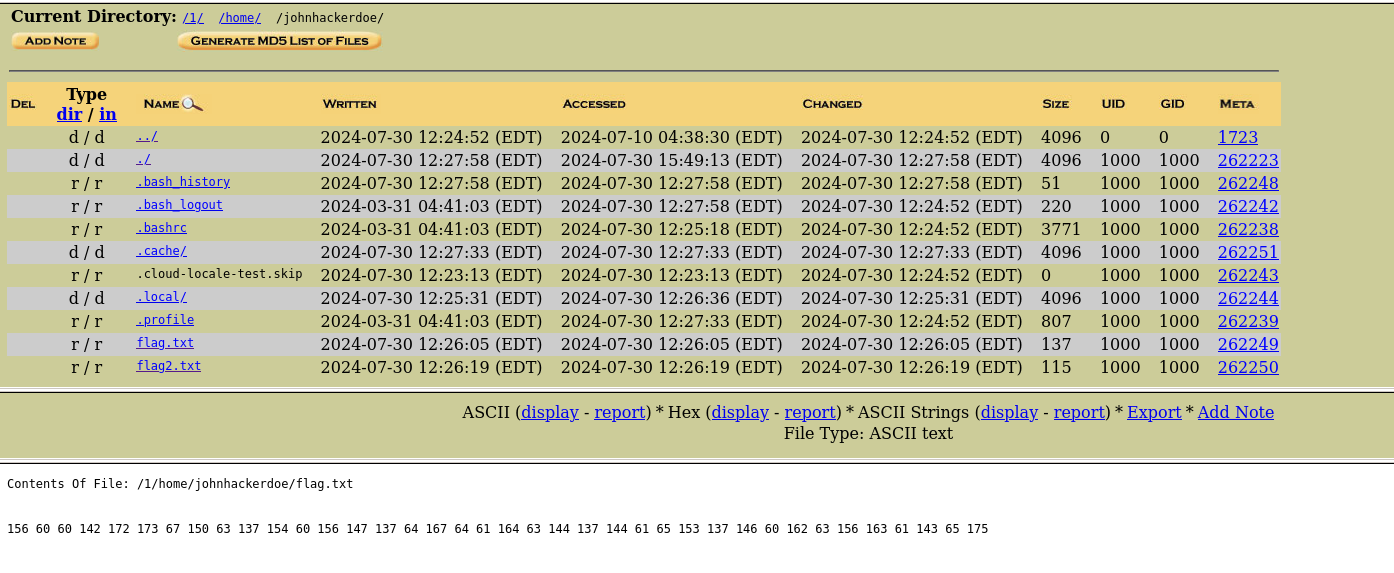 Current Directory: /1/ /home/ /johnhackerdoe/
ADD NOTE GENERATE MD5 LIST OF FILES
DEL Type dir / in NAME WRITTEN ACCESSED CHANGED SIZE UID GID META
d / d ../ 2024-07-30 12:24:52 (EDT) 2024-07-10 04:38:30 (EDT) 2024-07-30 12:24:52 (EDT) 4096 0 0 1723
d / d ./ 2024-07-30 12:27:58 (EDT) 2024-07-30 15:49:13 (EDT) 2024-07-30 12:27:58 (EDT) 4096 1000 1000 262223
r / r .bash_history 2024-07-30 12:27:58 (EDT) 2024-07-30 12:27:58 (EDT) 2024-07-30 12:27:58 (EDT) 51 1000 1000 262248
r / r .bash_logout 2024-03-31 04:41:03 (EDT) 2024-07-30 12:27:58 (EDT) 2024-07-30 12:24:52 (EDT) 220 1000 1000 262242
r / r .bashrc 2024-03-31 04:41:03 (EDT) 2024-07-30 12:25:18 (EDT) 2024-07-30 12:24:52 (EDT) 3771 1000 1000 262238
d / d .cache/ 2024-07-30 12:27:33 (EDT) 2024-07-30 12:27:33 (EDT) 2024-07-30 12:27:33 (EDT) 4096 1000 1000 262251
r / r .cloud-locale-test.skip 2024-07-30 12:23:13 (EDT) 2024-07-30 12:23:13 (EDT) 2024-07-30 12:24:52 (EDT) 0 1000 1000 262243
d / d .local/ 2024-07-30 12:25:31 (EDT) 2024-07-30 12:26:36 (EDT) 2024-07-30 12:25:31 (EDT) 4096 1000 1000 262244
r / r .profile 2024-03-31 04:41:03 (EDT) 2024-07-30 12:27:33 (EDT) 2024-07-30 12:24:52 (EDT) 807 1000 1000 262239
r / r flag.txt 2024-07-30 12:26:05 (EDT) 2024-07-30 12:26:05 (EDT) 2024-07-30 12:26:05 (EDT) 137 1000 1000 262249
r / r flag2.txt 2024-07-30 12:26:19 (EDT) 2024-07-30 12:26:19 (EDT) 2024-07-30 12:26:19 (EDT) 115 1000 1000 262250
ASCII (display - report) * Hex (display - report) * ASCII Strings (display - report) * Export * Add Note
File Type: ASCII text
Contents Of File: /1/home/johnhackerdoe/flag.txt
156 60 60 142 172 173 67 150 63 137 154 60 156 147 137 64 167 64 61 164 63 144 137 144 61 65 153 137 146 60 162 63 156 163 61 143 65 175